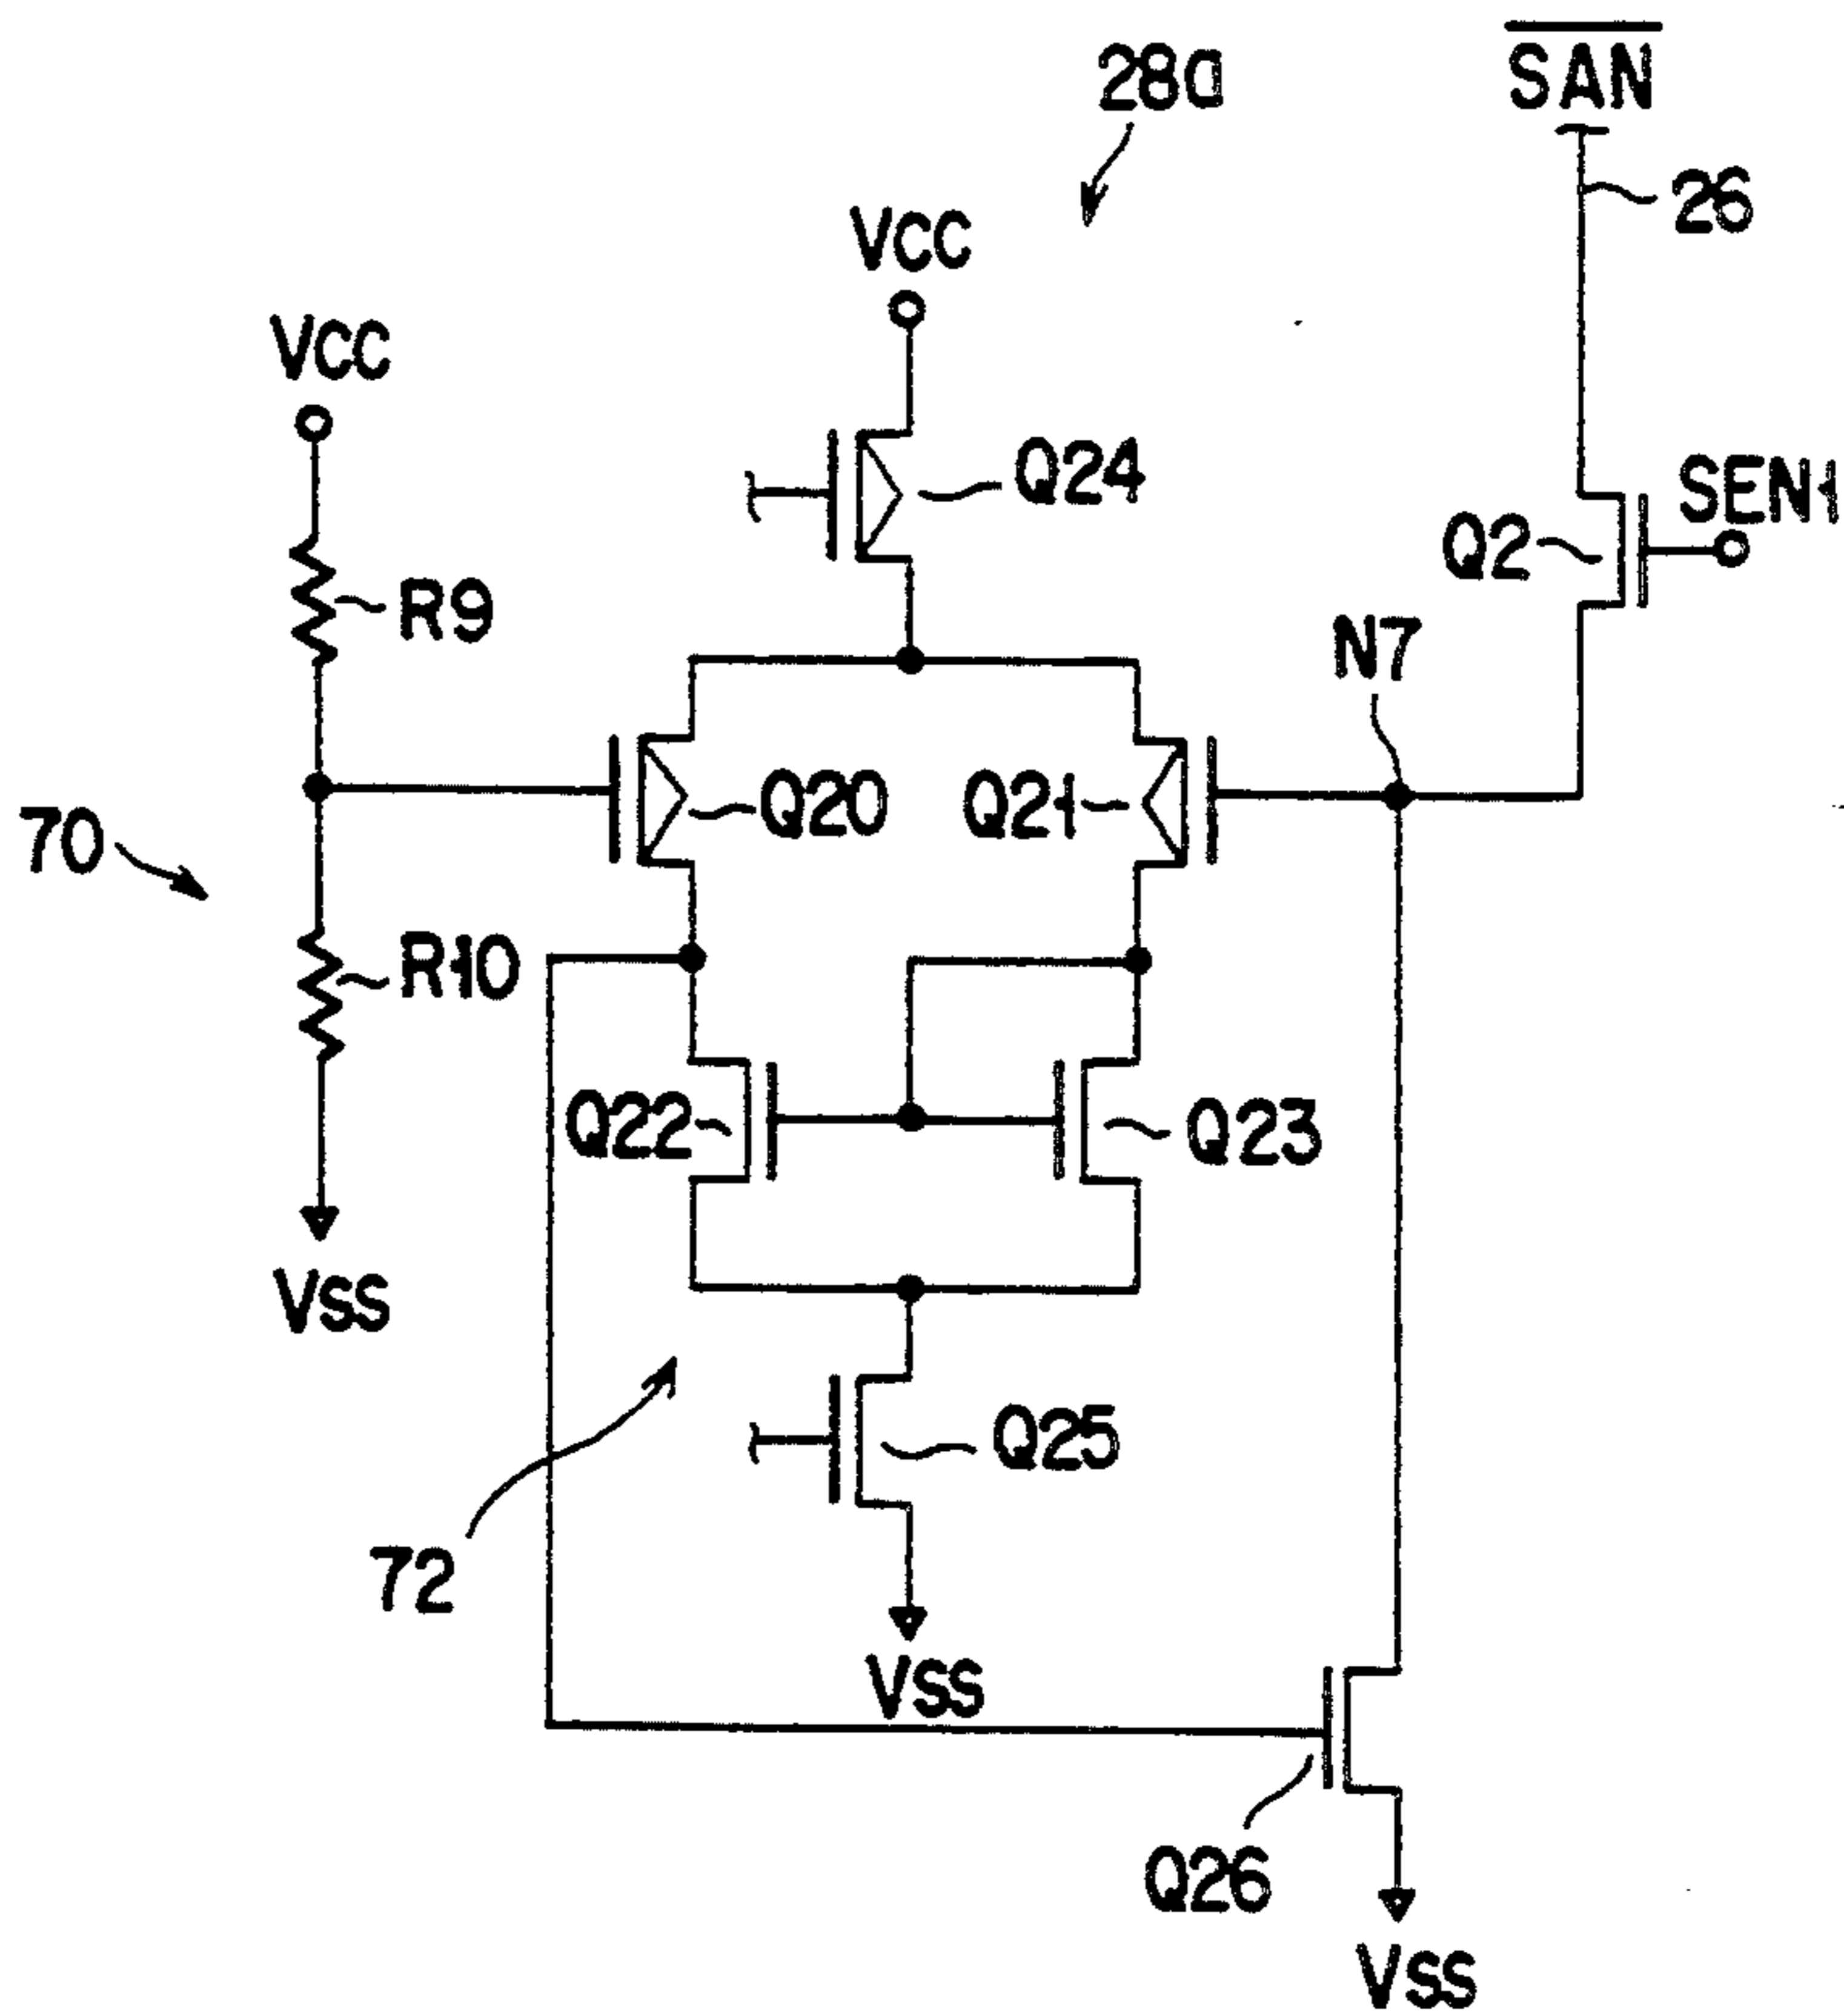 SAN
28a
26
VCC
VCC
Q24
SEN1
Q2
R9
N7
Q20
Q21
70
R10
Q22
Q23
VSS
Q25
72
VSS
Q26
VSS